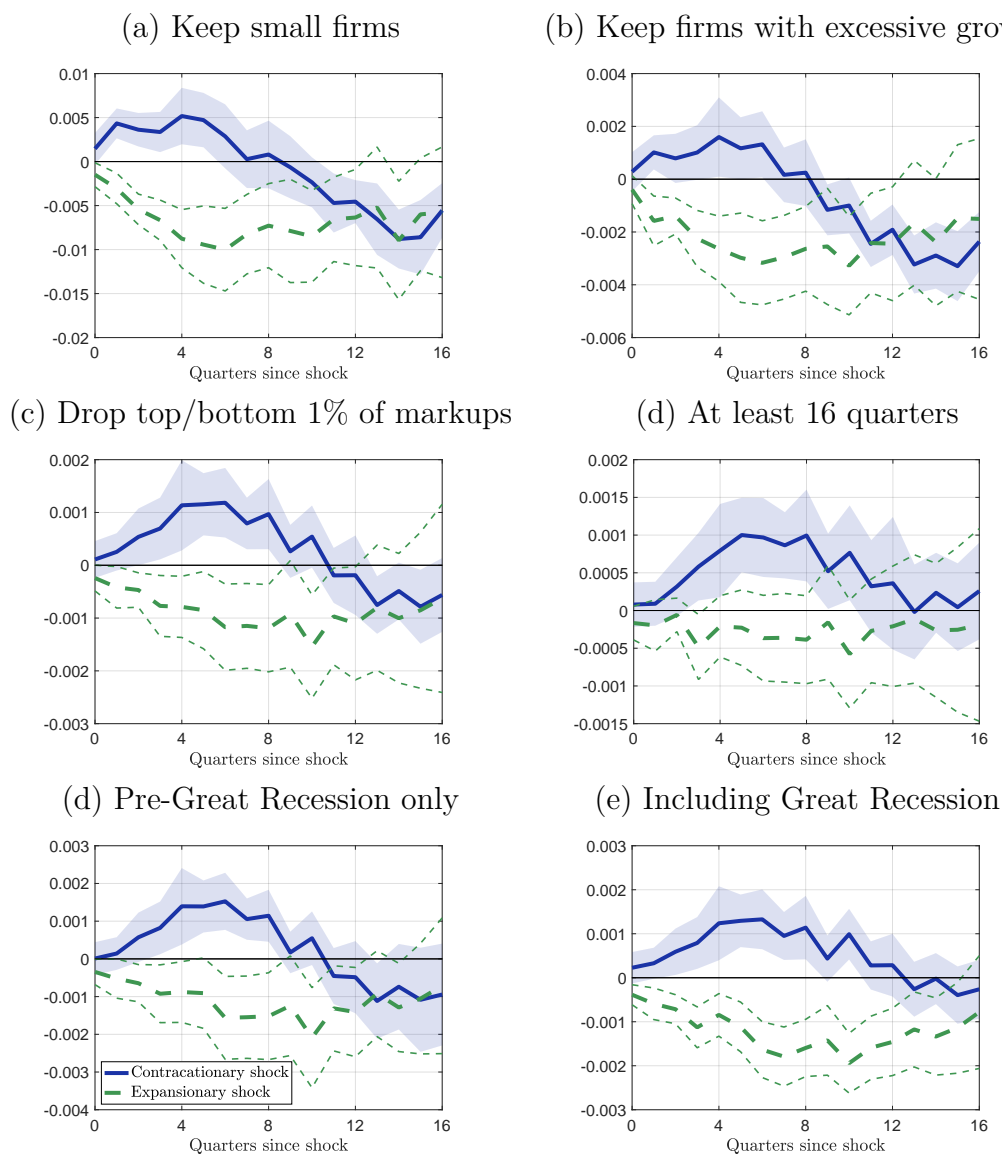 (a) Keep small firms
(b) Keep firms with excessive grov
0.01
0.005
0
-0.005
-0.01
-0.015
-0.02
0 4 8 12 16
Quarters since shock
0.004
0.002
0
-0.002
-0.004
-0.006
0 4 8 12 16
Quarters since shock
(c) Drop top/bottom 1% of markups
(d) At least 16 quarters
0.002
0.001
0
-0.001
-0.002
-0.003
0 4 8 12 16
Quarters since shock
0.002
0.0015
0.001
0.0005
0
-0.0005
-0.001
-0.0015
0 4 8 12 16
Quarters since shock
(d) Pre-Great Recession only
(e) Including Great Recession
0.003
0.002
0.001
0
-0.001
-0.002
-0.003
-0.004
Contracationary shock
Expansionary shock
0 4 8 12 16
Quarters since shock
0.003
0.002
0.001
0
-0.001
-0.002
-0.003
0 4 8 12 16
Quarters since shock